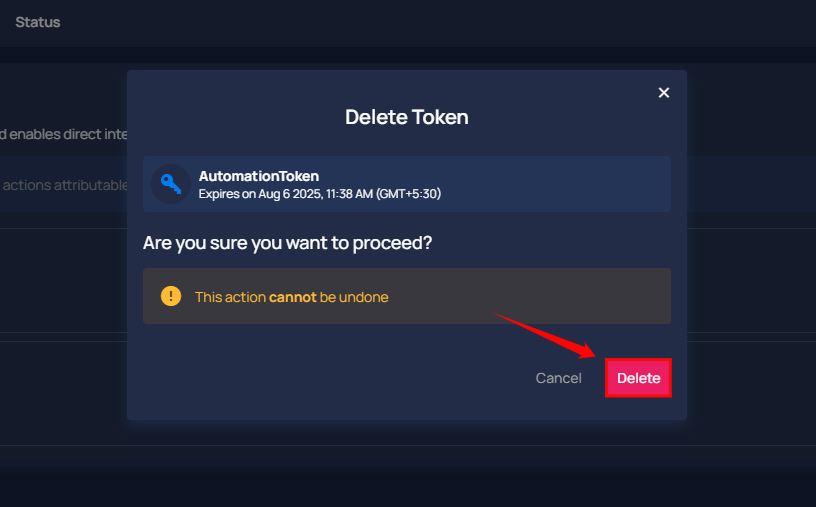 Status
Delete Token
d enables direct inte
AutomationToken
actions attributable
Expires on Aug 6 2025, 11:38 AM (GMT+5:30)
Are you sure you want to proceed?
This action cannot be undone
Cancel
Delete